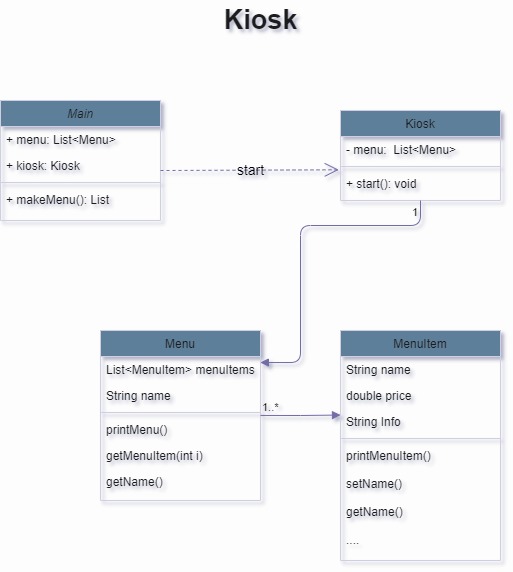 Kiosk
Main
+ menu: List<Menu>
+ kiosk: Kiosk
+ makeMenu(): List
start
Kiosk
- menu:  List<Menu>
+ start(): void
1
Menu
List<MenuItem> menuItems
String name
printMenu()
getMenuItem(int i)
getName()
1..*
MenuItem
String name
double price
String Info
printMenuItem()
setName()
getName()
....